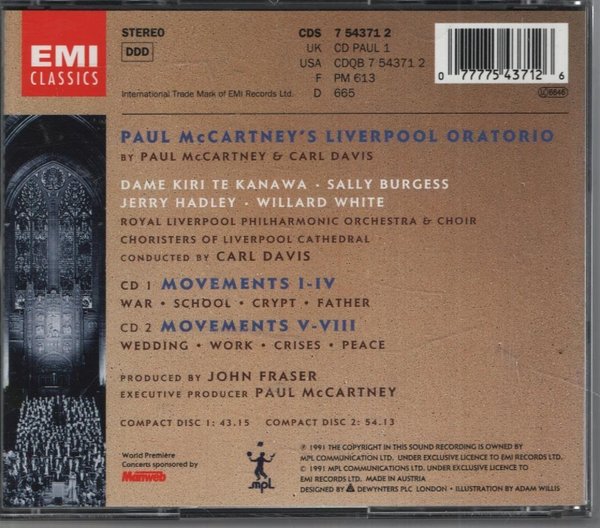 EMI
CLASSICS
STEREO
DDD
International Trade Mark of EMI Records Ltd.
CDS 7 54371 2
UK CD PAUL 1
USA CDQB 7 54371 2
F PM 613
D 665
0 77775 43712 6
6646
PAUL McCARTNEY'S LIVERPOOL ORATORIO
BY PAUL McCARTNEY & CARL DAVIS
DAME KIRI TE KANAWA · SALLY BURGESS
JERRY HADLEY · WILLARD WHITE
ROYAL LIVERPOOL PHILHARMONIC ORCHESTRA & CHOIR
CHORISTERS OF LIVERPOOL CATHEDRAL
CONDUCTED BY CARL DAVIS
CD 1 MOVEMENTS I-IV
WAR • SCHOOL • CRYPT • FATHER
CD 2 MOVEMENTS V-VIII
WEDDING • WORK • CRISES • PEACE
PRODUCED BY JOHN FRASER
EXECUTIVE PRODUCER PAUL McCARTNEY
COMPACT DISC 1: 43.15 COMPACT DISC 2: 54.13
World Première
Concerts sponsored by
Manweb
mpl
℗ 1991 THE COPYRIGHT IN THIS SOUND RECORDING IS OWNED BY
MPL COMMUNICATION LTD. UNDER EXCLUSIVE LICENCE TO EMI RECORDS LTD.
© 1991 MPL COMMUNICATIONS LTD. UNDER EXCLUSIVE LICENCE TO
EMI RECORDS LTD. MADE IN AUSTRIA
DESIGNED BY DEWYNTERS PLC LONDON • ILLUSTRATION BY ADAM WILLIS